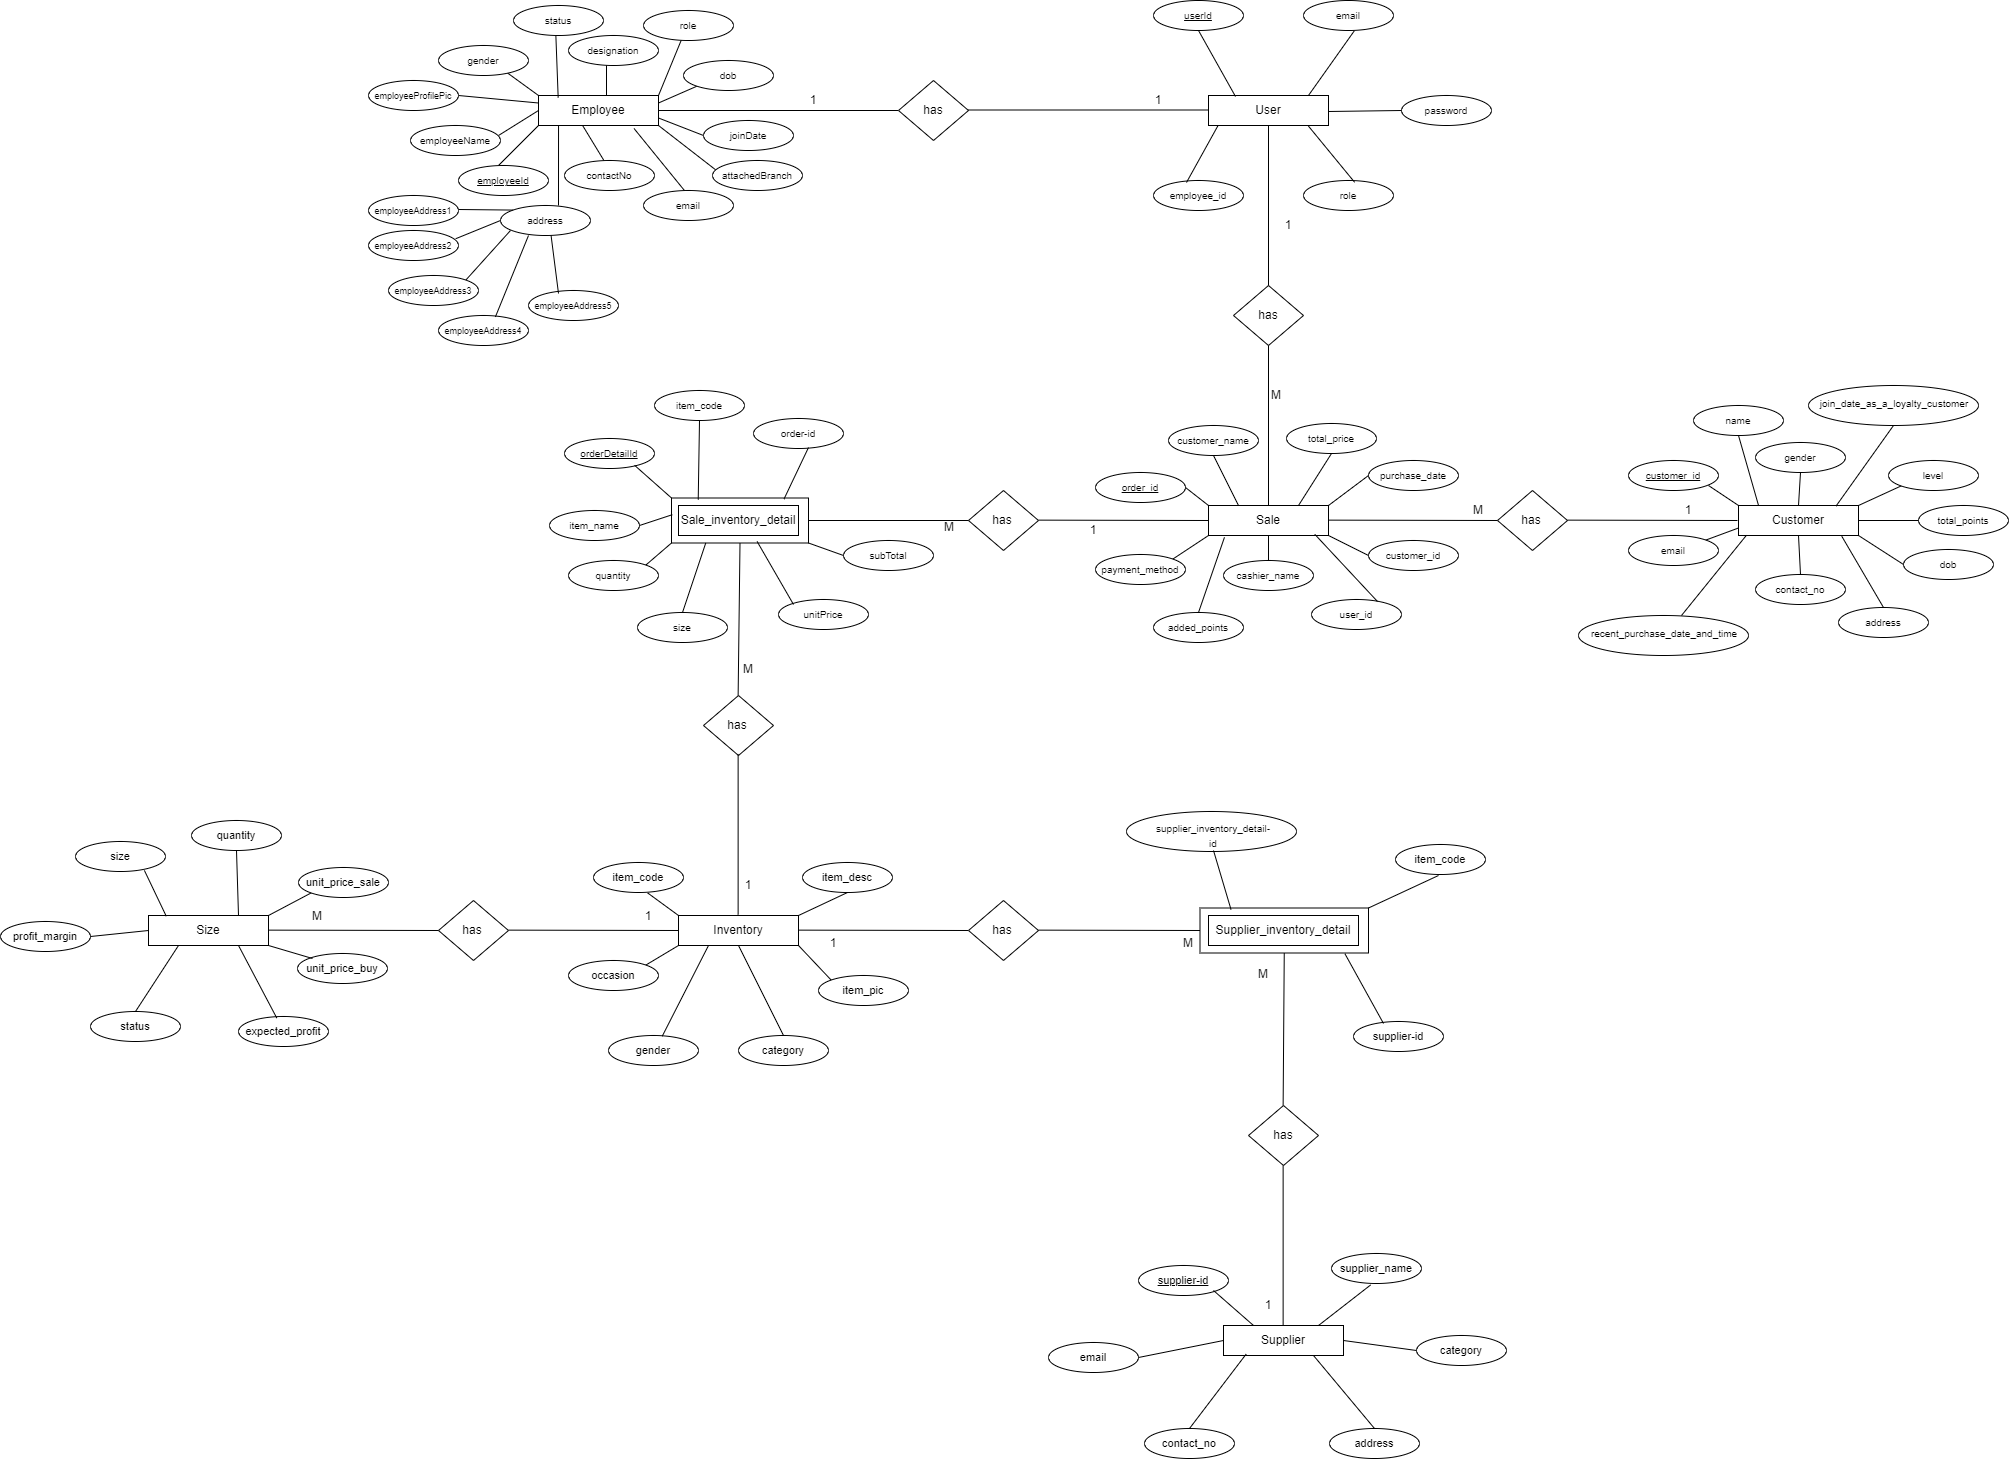 userId
email
status
role
designation
gender
dob
employeeProfilePic
1
1
Employee
has
User
password
joinDate
employeeName
contactNo
attachedBranch
employeeId
employee_id
role
email
employeeAddress1
address
1
employeeAddress2
employeeAddress3
employeeAddress5
has
employeeAddress4
M
item_code
join_date_as_a_loyalty_customer
name
order-id
customer_name
total_price
orderDetailId
gender
purchase_date
customer_id
level
order_id
M
1
item_name
Sale_inventory_detail
has
Sale
has
Customer
total_points
M
1
subTotal
customer_id
email
dob
payment_method
quantity
cashier_name
contact_no
unitPrice
user_id
address
size
added_points
recent_purchase_date_and_time
M
has
supplier_inventory_detail-
id
quantity
size
item_code
item_code
item_desc
unit_price_sale
1
M
1
profit_margin
Size
has
Inventory
has
Supplier_inventory_detail
1
M
unit_price_buy
occasion
M
item_pic
status
expected_profit
supplier-id
gender
category
has
supplier_name
supplier-id
1
Supplier
category
email
contact_no
address